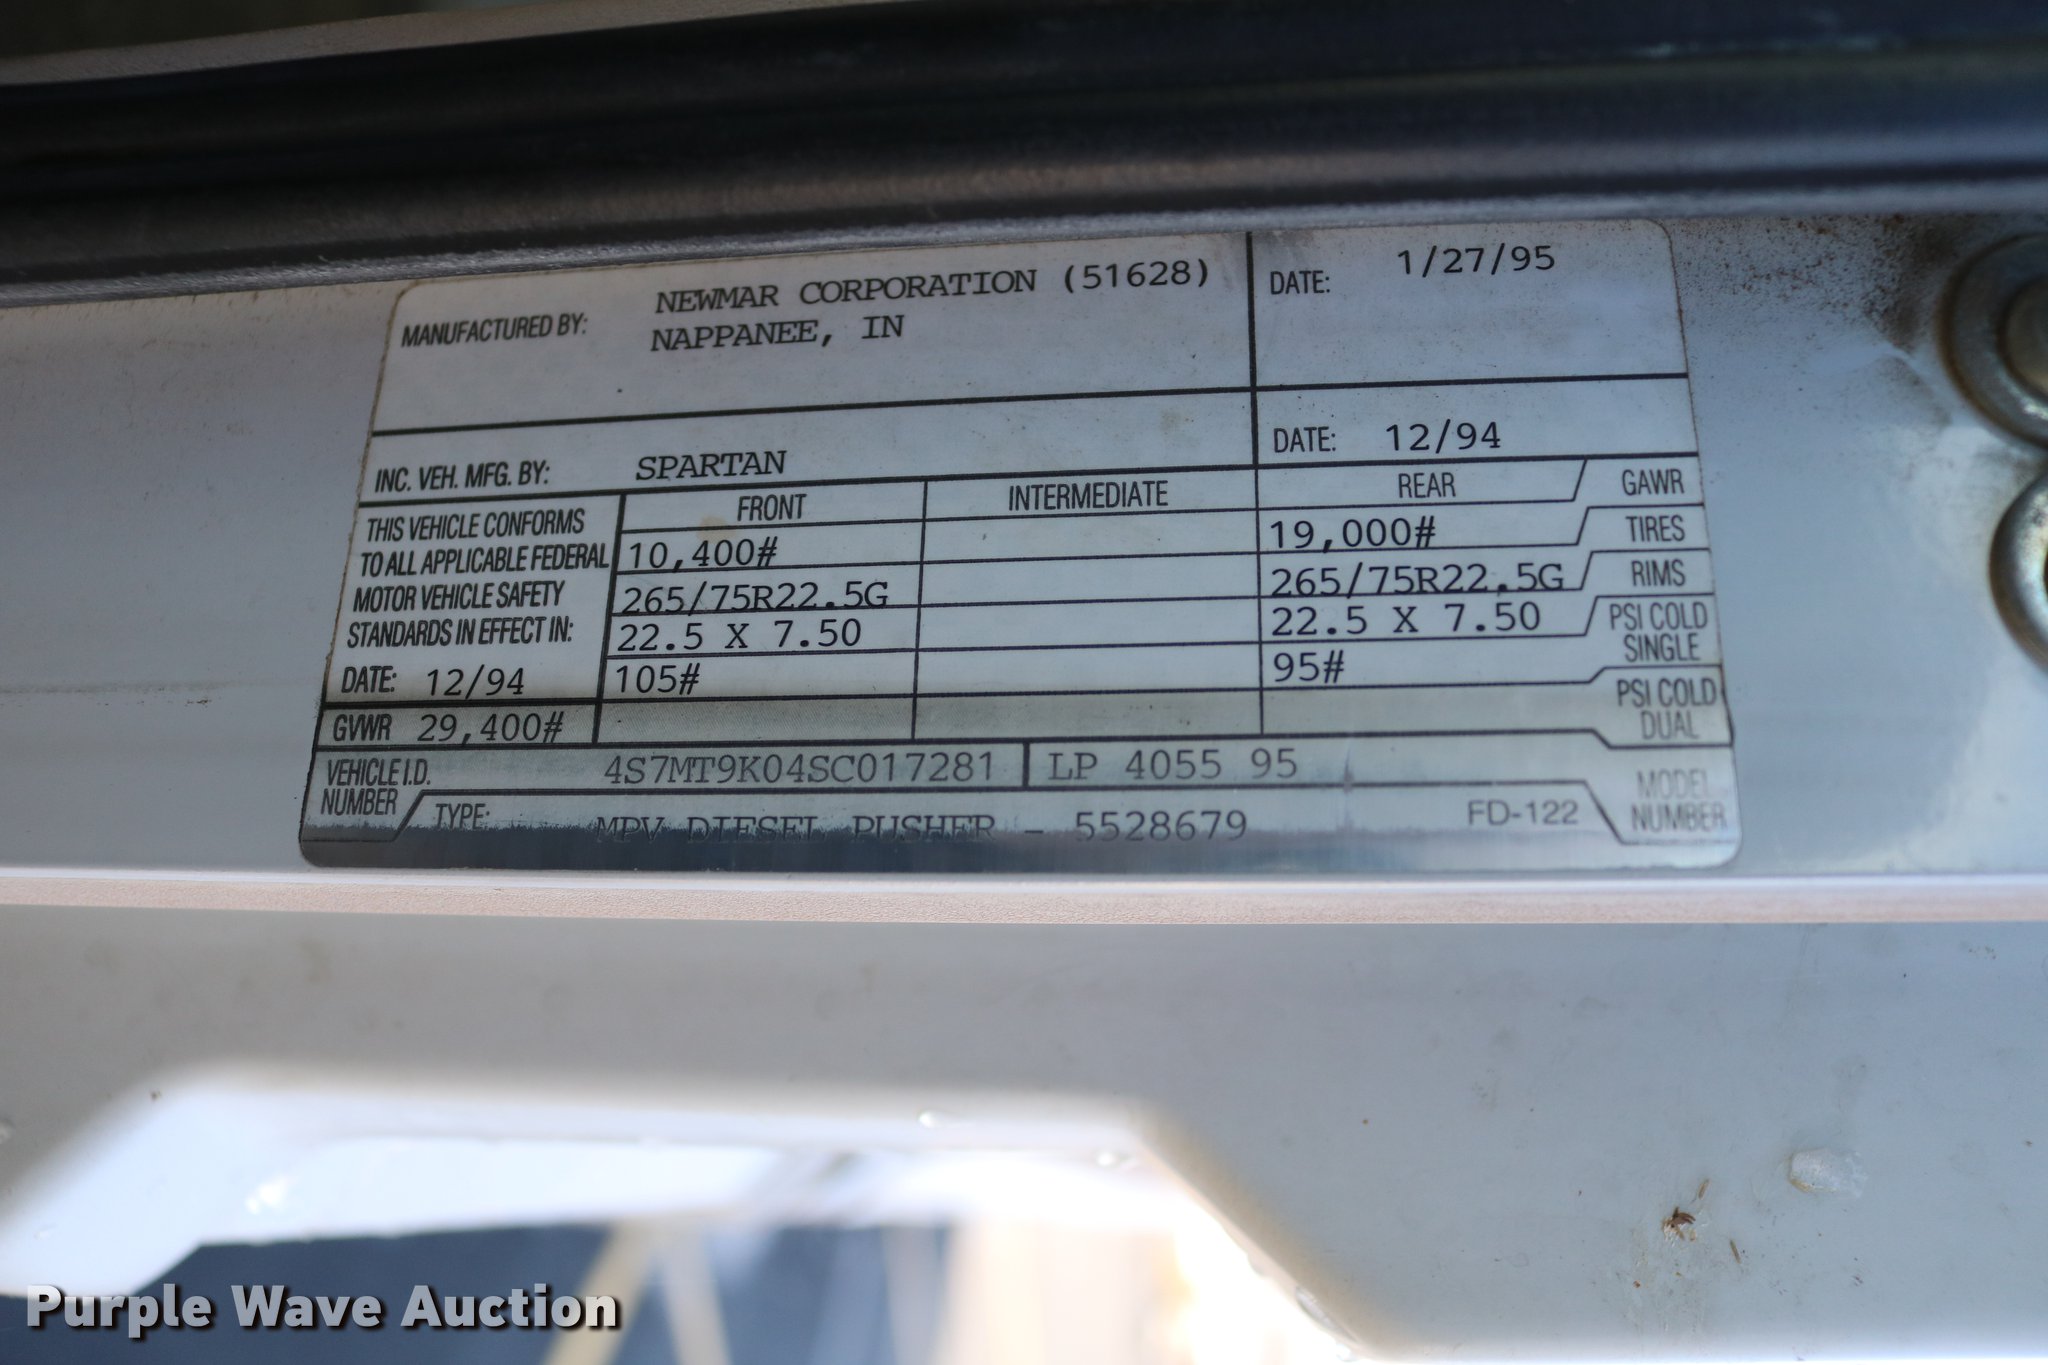 MANUFACTURED BY: NEWMAR CORPORATION (51628) DATE: 1/27/95
NAPPANEE, IN
INC. VEH. MFG. BY: SPARTAN DATE: 12/94
FRONT INTERMEDIATE REAR GAWR
THIS VEHICLE CONFORMS
TO ALL APPLICABLE FEDERAL
MOTOR VEHICLE SAFETY
STANDARDS IN EFFECT IN:
DATE: 12/94
10,400# 19,000# TIRES
265/75R22.5G 265/75R22.5G RIMS
22.5 X 7.50 22.5 X 7.50 PSI COLD
SINGLE
105# 95# PSI COLD
DUAL
GVWR 29,400#
VEHICLE I.D.
NUMBER
4S7MT9K04SC017281 LP 4055 95 MODEL
NUMBER
TYPE: MPV DIESEL PUSHER - 5528679 FD-122
Purple Wave Auction